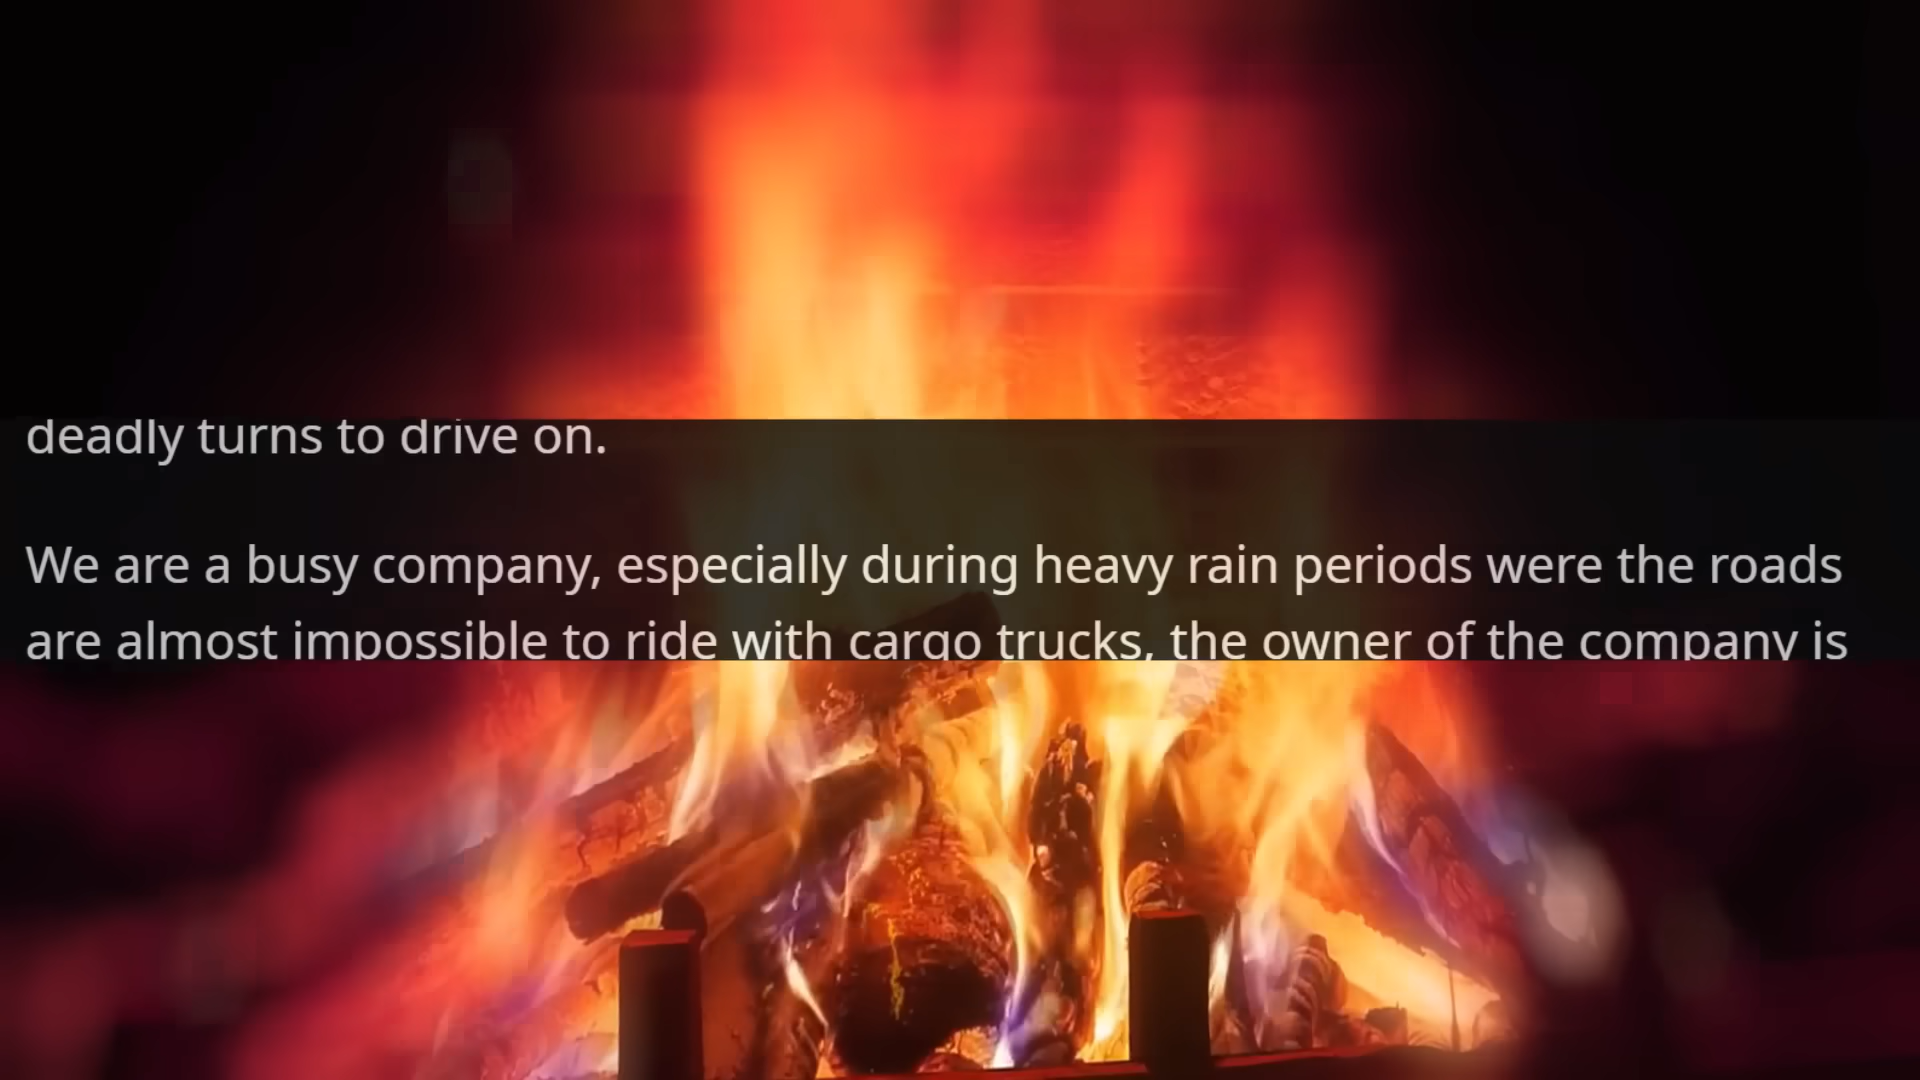 deadly turns to drive on.
We are a busy company, especially during heavy rain periods were the roads
are almost impossible to ride with cargo trucks, the owner of the company is